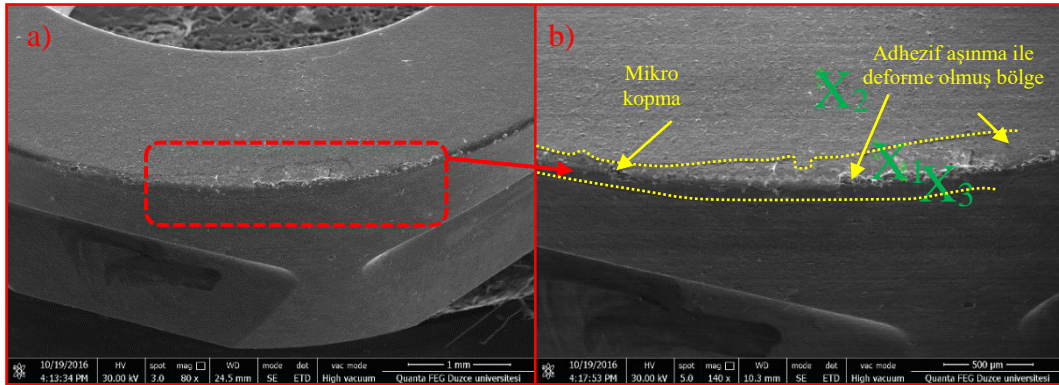 a)
10/19/2016 HV spot mag □ WD mode det vac mode 1 mm
4:13:34 PM 30.00 kV 3.0 80 x 24.5 mm SE ETD High vacuum Quanta FEG Duzce universitesi
b)
Mikro
kopma
Adhezif aşınma ile
deforme olmuş bölge
X2
X1
X3
10/19/2016 HV spot mag □ WD mode det vac mode 500 µm
4:17:53 PM 30.00 kV 5.0 140 x 10.3 mm SE ETD High vacuum Quanta FEG Duzce universitesi